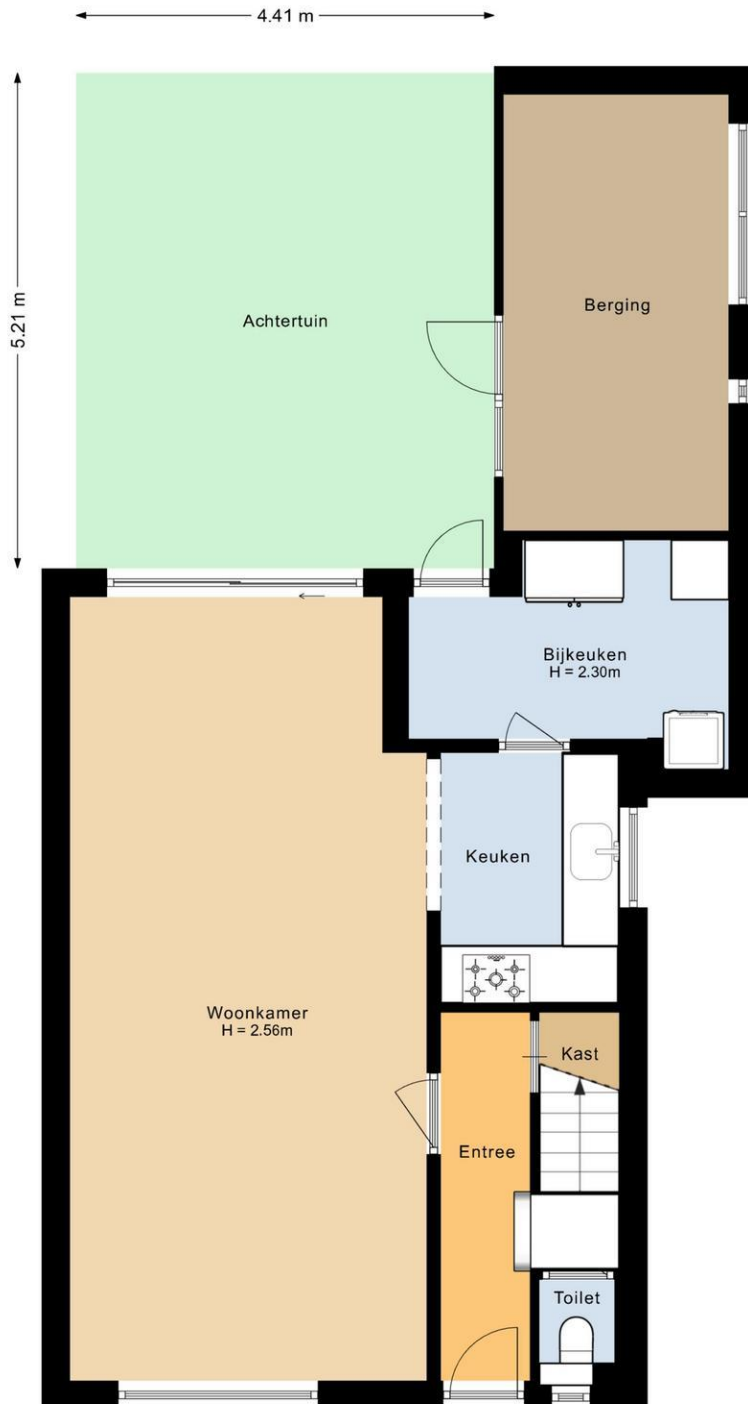 4.41 m
5.21 m
Achtertuin
Berging
Bijkeuken
H = 2.30m
Keuken
Woonkamer
H = 2.56m
Kast
Entree
Toilet